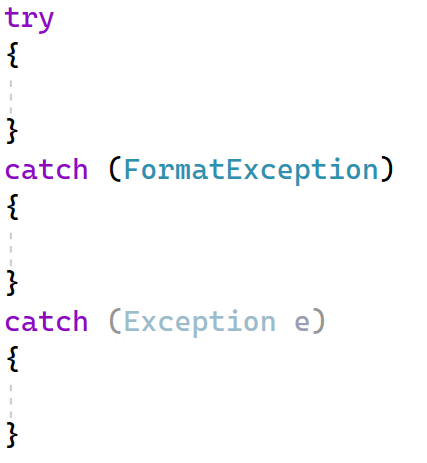 try
{
}
catch (FormatException)
{
}
catch (Exception e)
{
}